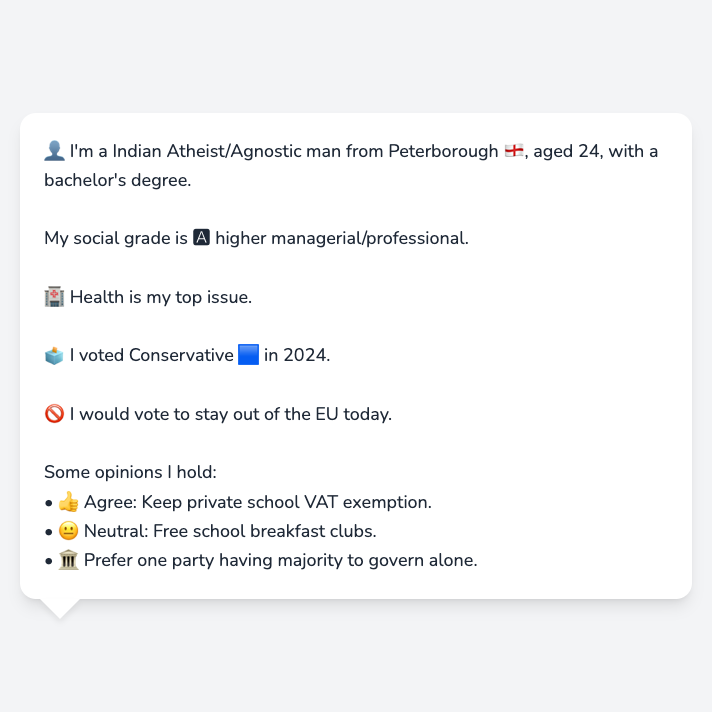 👤 I'm a Indian Atheist/Agnostic man from Peterborough 🏴󠁧󠁢󠁥󠁮󠁧󠁿, aged 24, with a
bachelor's degree.
My social grade is 🅰 higher managerial/professional.
🏥 Health is my top issue.
🗳️ I voted Conservative 🟦 in 2024.
🚫 I would vote to stay out of the EU today.
Some opinions I hold:
• 👍 Agree: Keep private school VAT exemption.
• 😐 Neutral: Free school breakfast clubs.
• 🏛️ Prefer one party having majority to govern alone.